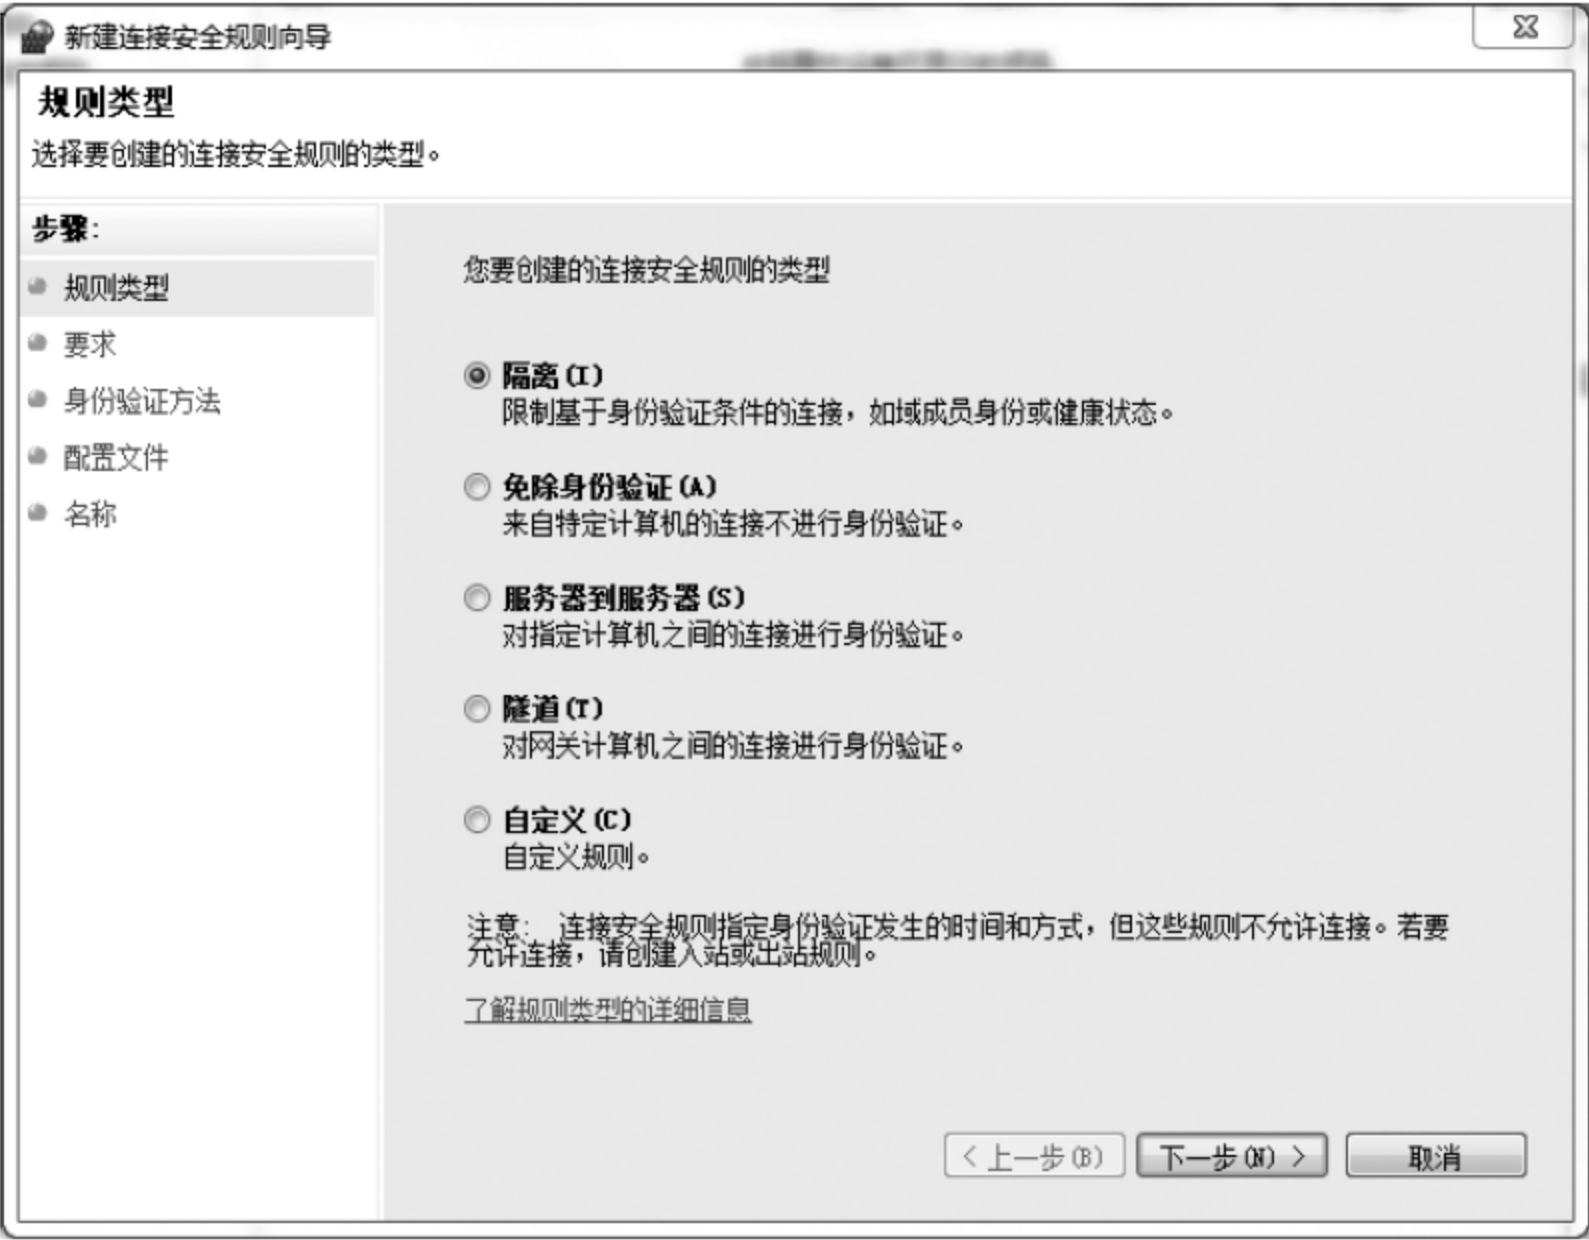 新建连接安全规则向导
规则类型
选择要创建的连接安全规则的类型。
步骤:
规则类型
要求
身份验证方法
配置文件
名称
您要创建的连接安全规则的类型
隔离(I)
限制基于身份验证条件的连接，如域成员身份或健康状态。
免除身份验证(A)
来自特定计算机的连接不进行身份验证。
服务器到服务器(S)
对指定计算机之间的连接进行身份验证。
隧道(T)
对网关计算机之间的连接进行身份验证。
自定义(C)
自定义规则。
注意: 连接安全规则指定身份验证发生的时间和方式，但这些规则不允许连接。若要
允许连接，请创建入站或出站规则。
了解规则类型的详细信息
< 上一步(B) 下一步(N) > 取消